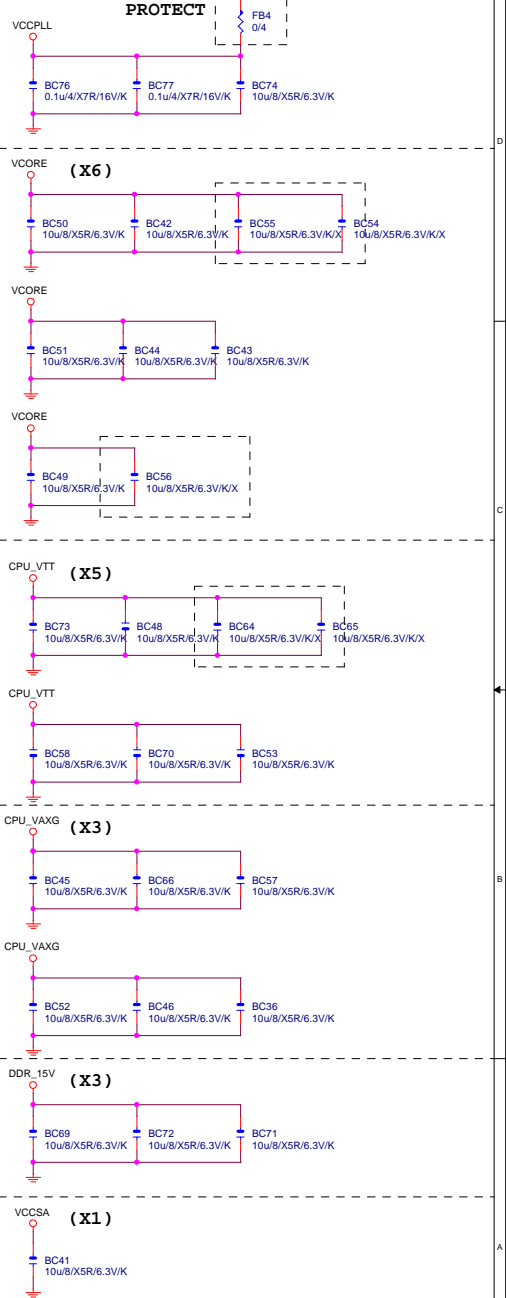 PROTECT
FB4
0/4
VCCPLL
BC76
0.1u/4/X7R/16V/K
BC77
0.1u/4/X7R/16V/K
BC74
10u/8/X5R/6.3V/K
D
VCORE
(X6)
BC50
10u/8/X5R/6.3V/K
BC42
10u/8/X5R/6.3V/K
BC55
10u/8/X5R/6.3V/K/X
BC54
10u/8/X5R/6.3V/K/X
VCORE
BC51
10u/8/X5R/6.3V/K
BC44
10u/8/X5R/6.3V/K
BC43
10u/8/X5R/6.3V/K
VCORE
BC49
10u/8/X5R/6.3V/K
BC56
10u/8/X5R/6.3V/K/X
C
CPU_VTT
(X5)
BC73
10u/8/X5R/6.3V/K
BC48
10u/8/X5R/6.3V/K
BC64
10u/8/X5R/6.3V/K/X
BC65
10u/8/X5R/6.3V/K/X
CPU_VTT
BC58
10u/8/X5R/6.3V/K
BC70
10u/8/X5R/6.3V/K
BC53
10u/8/X5R/6.3V/K
CPU_VAXG
(X3)
BC45
10u/8/X5R/6.3V/K
BC66
10u/8/X5R/6.3V/K
BC57
10u/8/X5R/6.3V/K
B
CPU_VAXG
BC52
10u/8/X5R/6.3V/K
BC46
10u/8/X5R/6.3V/K
BC36
10u/8/X5R/6.3V/K
DDR_15V
(X3)
BC69
10u/8/X5R/6.3V/K
BC72
10u/8/X5R/6.3V/K
BC71
10u/8/X5R/6.3V/K
VCCSA
(X1)
BC41
10u/8/X5R/6.3V/K
A